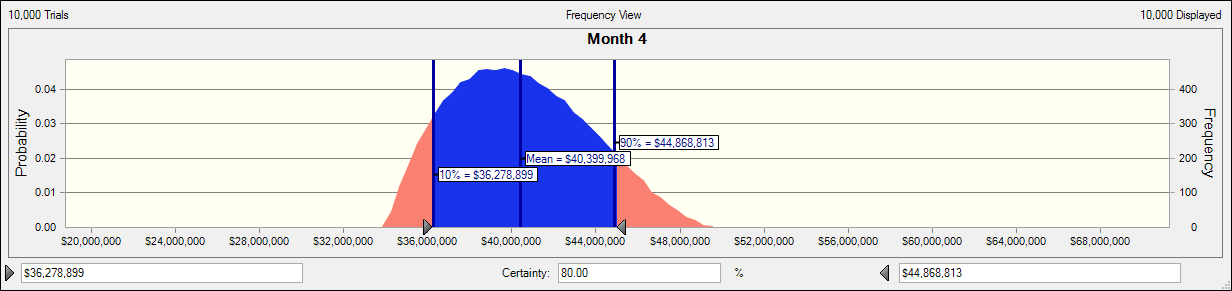 10,000 Trials Frequency View 10,000 Displayed
Month 4
Probability
0.04
0.03
0.02
0.01
0.00
90% = $44,868,813
Mean = $40,399,968
10% = $36,278,899
400
300
200
100
0
Frequency
$20,000,000 $24,000,000 $28,000,000 $32,000,000 $36,000,000 $40,000,000 $44,000,000 $48,000,000 $52,000,000 $56,000,000 $60,000,000 $64,000,000 $68,000,000
$36,278,899 Certainty: 80.00 % $44,868,813